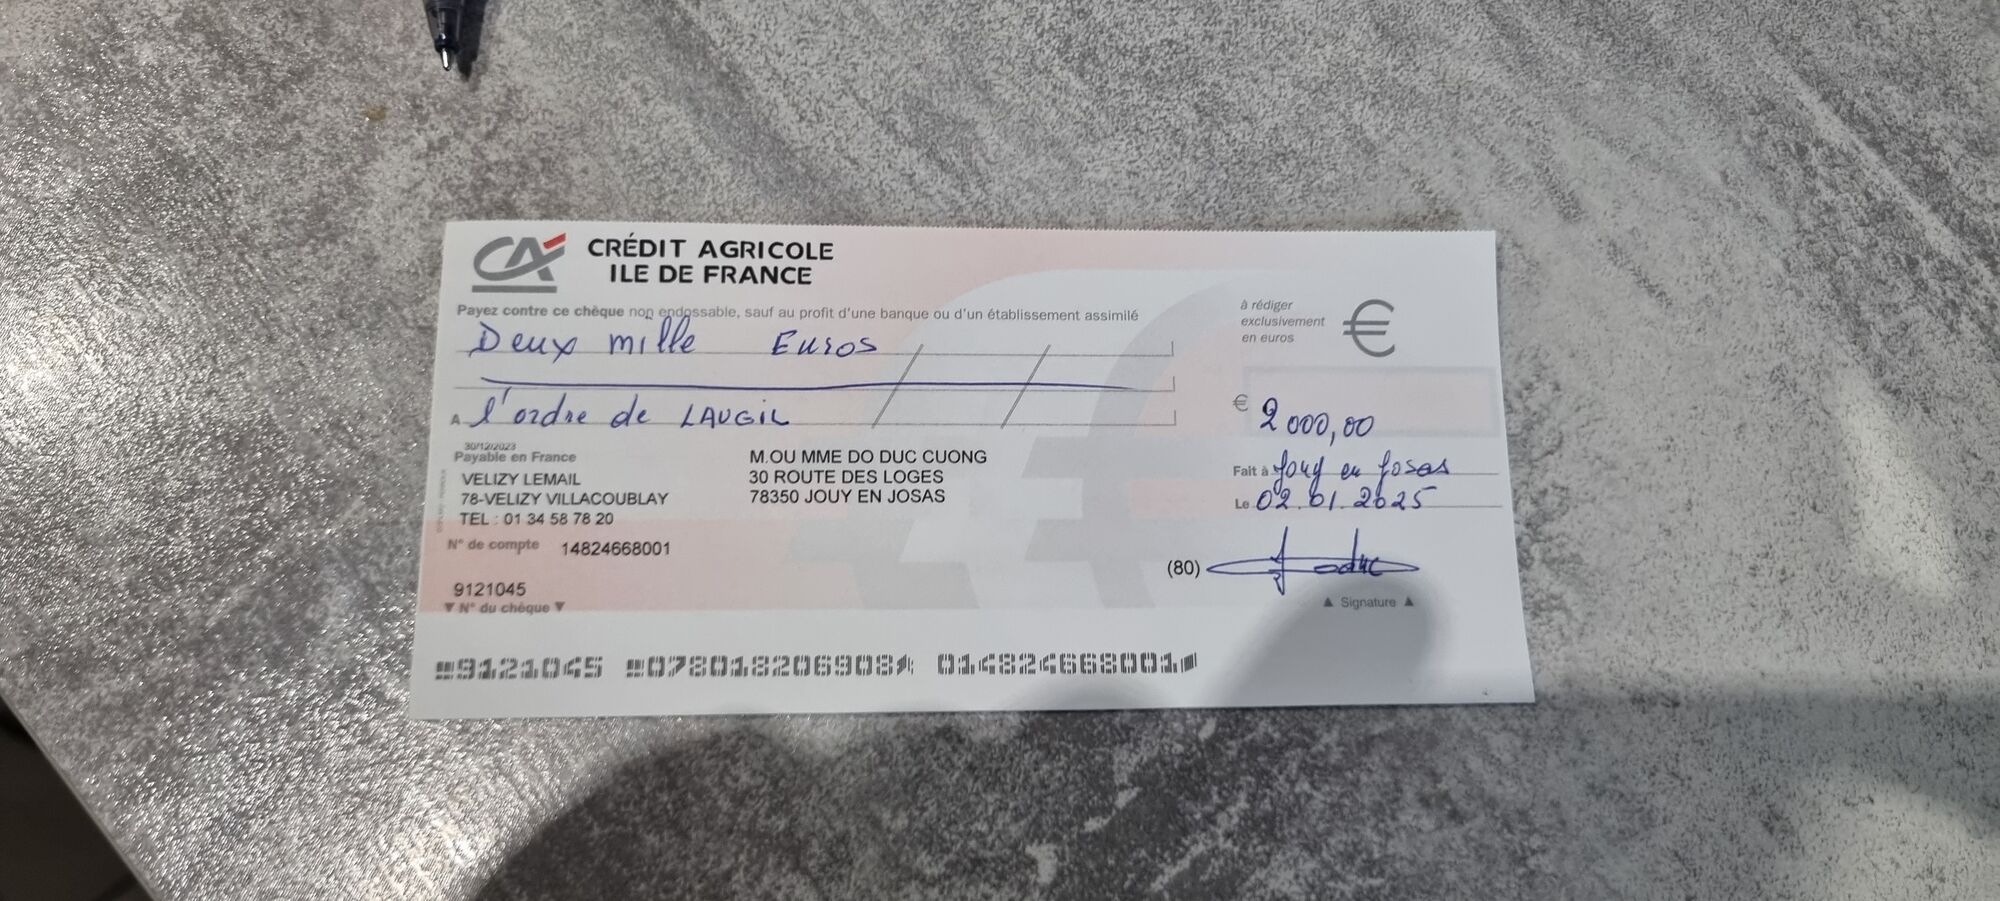 CA CRÉDIT AGRICOLE
ILE DE FRANCE
Payez contre ce chèque non endossable, sauf au profit d'une banque ou d'un établissement assimilé
à rédiger
exclusivement
en euros
€
Deux mille Euros
A l'ordre de LAUGIL
€ 2 000,00
30/12/2023
Payable en France
VELIZY LEMAIL
78-VELIZY VILLACOUBLAY
TEL : 01 34 58 78 20
M.OU MME DO DUC CUONG
30 ROUTE DES LOGES
78350 JOUY EN JOSAS
Fait à Jouy en Josas
Le 02.01.2025
N° de compte 14824668001
(80)
9121045
▼ N° du chèque ▼
▲ Signature ▲
9121045 078018206908 014824668001